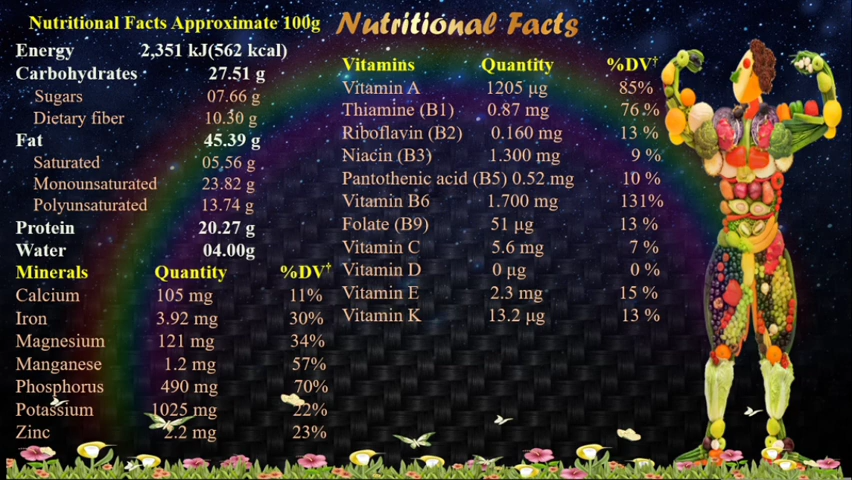 Nutritional Facts Approximate 100g
Energy 2,351 kJ(562 kcal)
Carbohydrates 27.51 g
Sugars 07.66 g
Dietary fiber 10.30 g
Fat 45.39 g
Saturated 05,56 g
Monounsaturated 23.82 g
Polyunsaturated 13.74 g
Protein 20.27 g
Water 04.00g
Minerals Quantity %DV†
Calcium 105 mg 11%
Iron 3.92 mg 30%
Magnesium 121 mg 34%
Manganese 1.2 mg 57%
Phosphorus 490 mg 70%
Potassium 1025 mg 22%
Zinc 2.2 mg 23%
Nutritional Facts
Vitamins Quantity %DV†
Vitamin A 1205 μg 85%
Thiamine (B1) 0.87 mg 76 %
Riboflavin (B2) 0.160 mg 13 %
Niacin (B3) 1.300 mg 9 %
Pantothenic acid (B5) 0.52 mg 10 %
Vitamin B6 1.700 mg 131%
Folate (B9) 51 μg 13 %
Vitamin C 5.6 mg 7 %
Vitamin D 0 μg 0 %
Vitamin E 2.3 mg 15 %
Vitamin K 13.2 μg 13 %